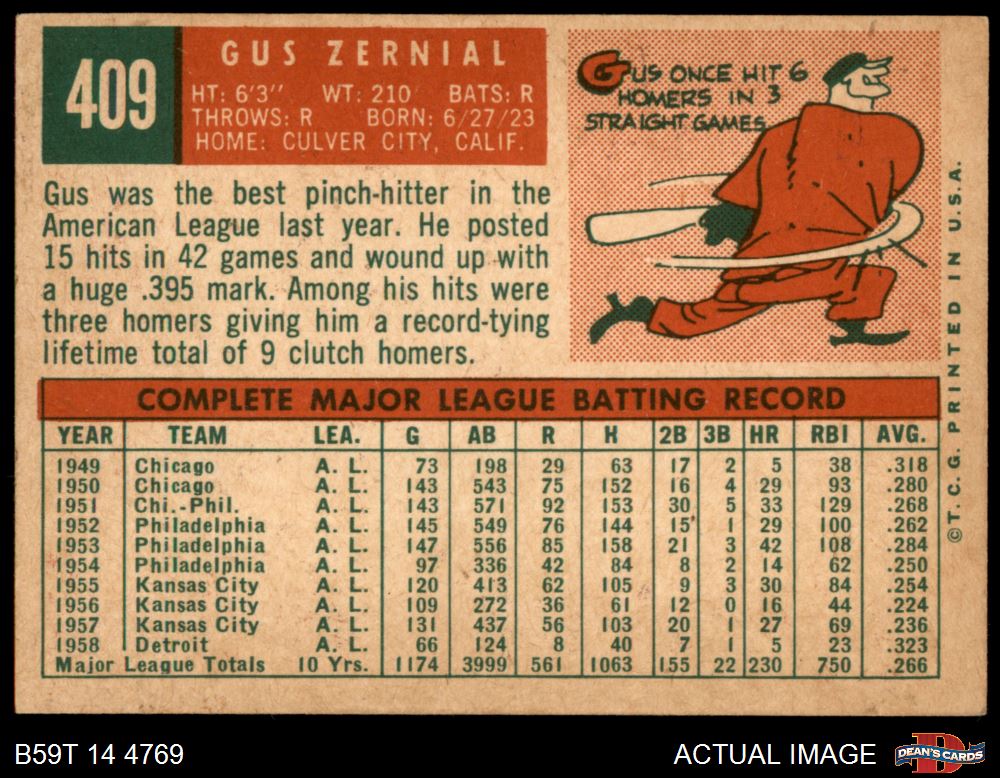 409
GUS ZERNIAL
HT: 6'3" WT: 210 BATS: R
THROWS: R BORN: 6/27/23
HOME: CULVER CITY, CALIF.
GUS ONCE HIT 6
HOMERS IN 3
STRAIGHT GAMES
Gus was the best pinch-hitter in the
American League last year. He posted
15 hits in 42 games and wound up with
a huge .395 mark. Among his hits were
three homers giving him a record-tying
lifetime total of 9 clutch homers.
COMPLETE MAJOR LEAGUE BATTING RECORD
YEAR TEAM LEA. G AB R H 2B 3B HR RBI AVG.
1949 Chicago A. L. 73 198 29 63 17 2 5 38 .318
1950 Chicago A. L. 143 543 75 152 16 4 29 93 .280
1951 Chi.-Phil. A. L. 143 571 92 153 30 5 33 129 .268
1952 Philadelphia A. L. 145 549 76 144 15 1 29 100 .262
1953 Philadelphia A. L. 147 556 85 158 21 3 42 108 .284
1954 Philadelphia A. L. 97 336 42 84 8 2 14 62 .250
1955 Kansas City A. L. 120 413 62 105 9 3 30 84 .254
1956 Kansas City A. L. 109 272 36 61 12 0 16 44 .224
1957 Kansas City A. L. 131 437 56 103 20 1 27 69 .236
1958 Detroit A. L. 66 124 8 40 7 1 5 23 .323
Major League Totals 10 Yrs. 1174 3999 561 1063 155 22 230 750 .266
©T.C.G. PRINTED IN U.S.A.
B59T 14 4769
ACTUAL IMAGE
DEAN'S CARDS